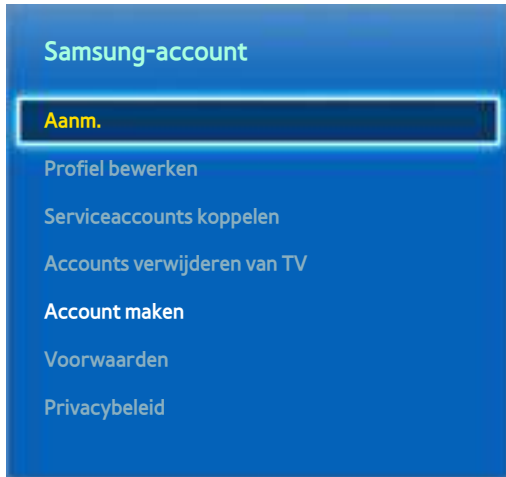 Samsung-account
Aanm.
Profiel bewerken
Serviceaccounts koppelen
Accounts verwijderen van TV
Account maken
Voorwaarden
Privacybeleid